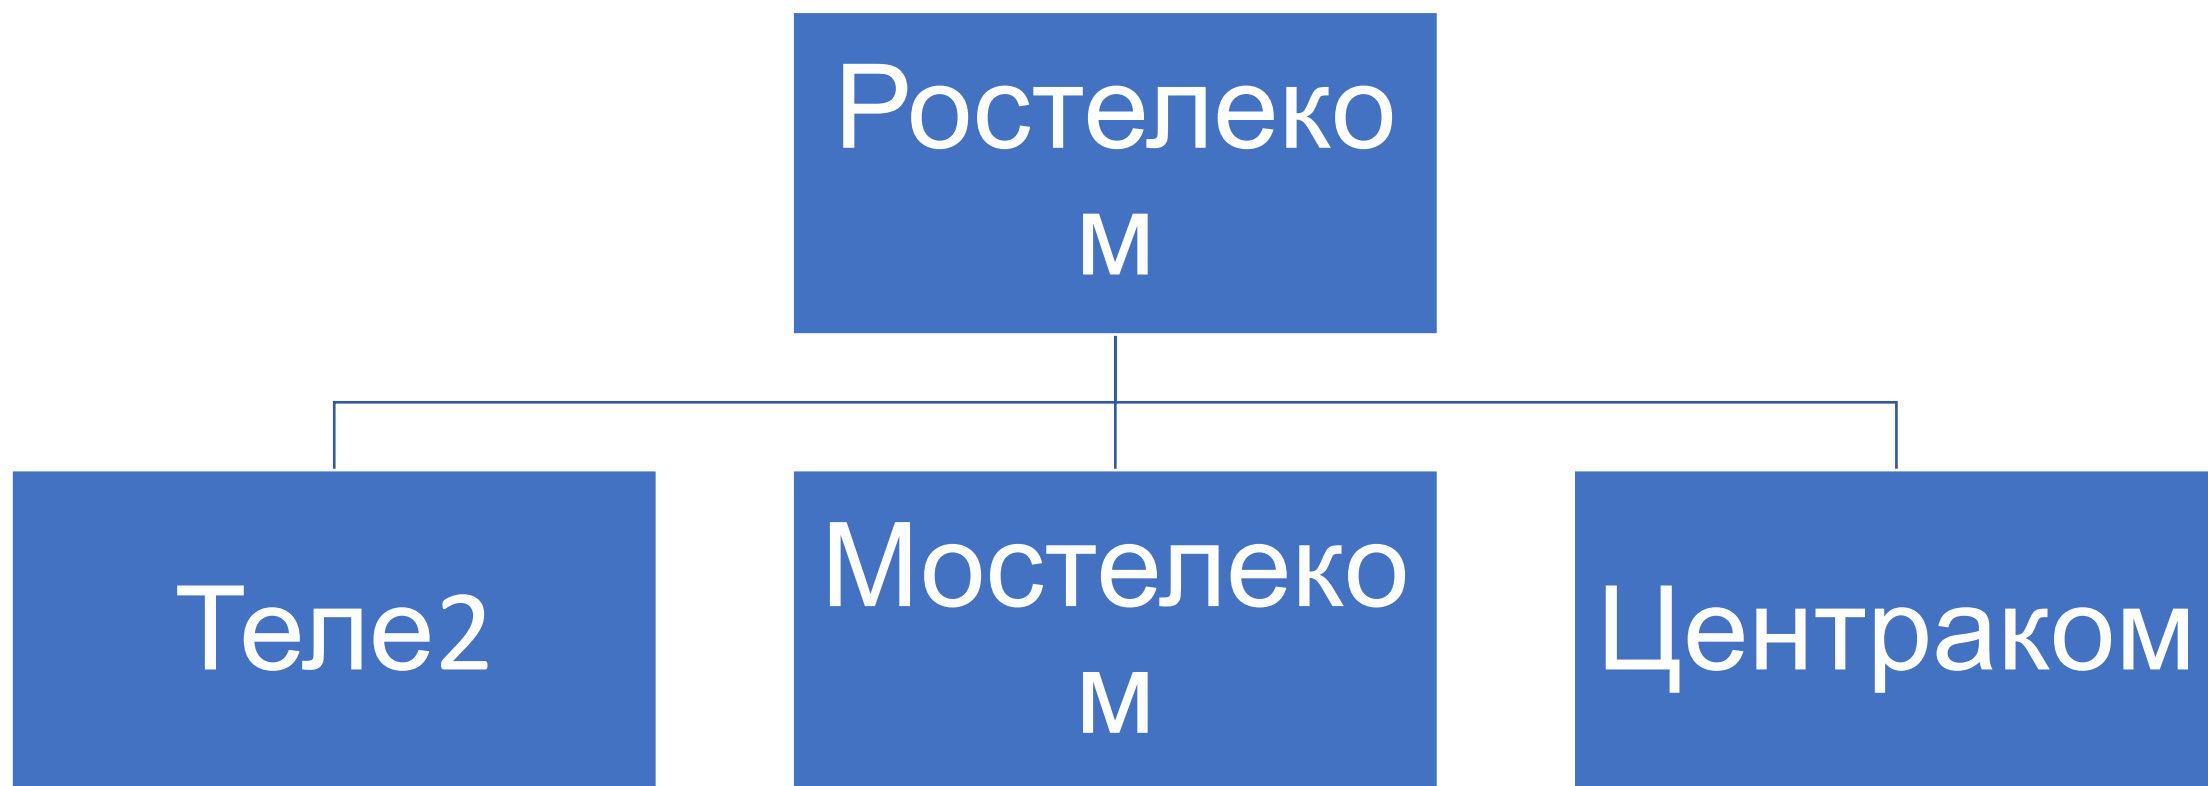 Ростелеко
м
Теле2
Мостелеко
м
Центраком